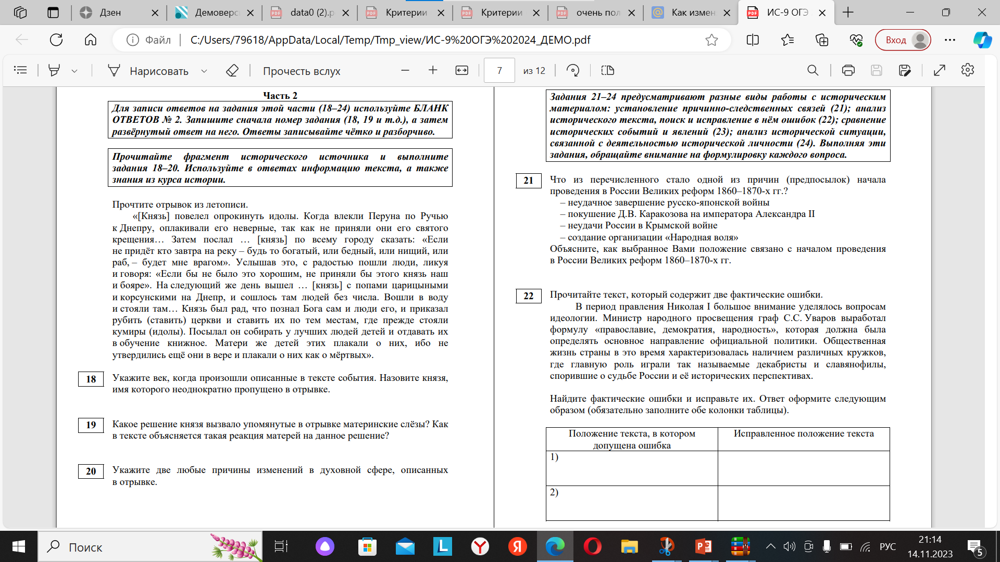 Дзен
Демоверс
data0 (2).p
Критерии
Критерии
очень пол
Как измен
ИС-9 ОГЭ
Файл
C:/Users/79618/AppData/Local/Temp/Tmp_view/ИС-9%20ОГЭ%202024_ДЕМО.pdf
Вход
Нарисовать
Прочесть вслух
7
из 12
Часть 2
Для записи ответов на задания этой части (18–24) используйте БЛАНК
ОТВЕТОВ № 2. Запишите сначала номер задания (18, 19 и т.д.), а затем
развёрнутый ответ на него. Ответы записывайте чётко и разборчиво.
Прочитайте фрагмент исторического источника и выполните
задания 18–20. Используйте в ответах информацию текста, а также
знания из курса истории.
Прочтите отрывок из летописи.
«[Князь] повелел опрокинуть идолы. Когда влекли Перуна по Ручью
к Днепру, оплакивали его неверные, так как не приняли они его святого
крещения… Затем послал … [князь] по всему городу сказать: «Если
не придёт кто завтра на реку – будь то богатый, или бедный, или нищий, или
раб, – будет мне врагом». Услышав это, с радостью пошли люди, ликуя
и говоря: «Если бы не было это хорошим, не приняли бы этого князь наш
и бояре». На следующий же день вышел … [князь] с попами царицыными
и корсунскими на Днепр, и сошлось там людей без числа. Вошли в воду
и стояли там… Князь был рад, что познал Бога сам и люди его, и приказал
рубить (ставить) церкви и ставить их по тем местам, где прежде стояли
кумиры (идолы). Посылал он собирать у лучших людей детей и отдавать их
в обучение книжное. Матери же детей этих плакали о них, ибо не
утвердились ещё они в вере и плакали о них как о мёртвых».
18
Укажите век, когда произошли описанные в тексте события. Назовите князя,
имя которого неоднократно пропущено в отрывке.
19
Какое решение князя вызвало упомянутые в отрывке материнские слёзы? Как
в тексте объясняется такая реакция матерей на данное решение?
20
Укажите две любые причины изменений в духовной сфере, описанных
в отрывке.
Задания 21–24 предусматривают разные виды работы с историческим
материалом: установление причинно-следственных связей (21); анализ
исторического текста, поиск и исправление в нём ошибок (22); сравнение
исторических событий и явлений (23); анализ исторической ситуации,
связанной с деятельностью исторической личности (24). Выполняя эти
задания, обращайте внимание на формулировку каждого вопроса.
21
Что из перечисленного стало одной из причин (предпосылок) начала
проведения в России Великих реформ 1860–1870-х гг.?
– неудачное завершение русско-японской войны
– покушение Д.В. Каракозова на императора Александра II
– неудачи России в Крымской войне
– создание организации «Народная воля»
Объясните, как выбранное Вами положение связано с началом проведения
в России Великих реформ 1860–1870-х гг.
22
Прочитайте текст, который содержит две фактические ошибки.
В период правления Николая I большое внимание уделялось вопросам
идеологии. Министр народного просвещения граф С.С. Уваров выработал
формулу «православие, демократия, народность», которая должна была
определять основное направление официальной политики. Общественная
жизнь страны в это время характеризовалась наличием различных кружков,
где главную роль играли так называемые декабристы и славянофилы,
спорившие о судьбе России и её исторических перспективах.
Найдите фактические ошибки и исправьте их. Ответ оформите следующим
образом (обязательно заполните обе колонки таблицы).
Положение текста, в котором
допущена ошибка
Исправленное положение текста
1)
2)
Поиск
РУС
21:14
14.11.2023
5